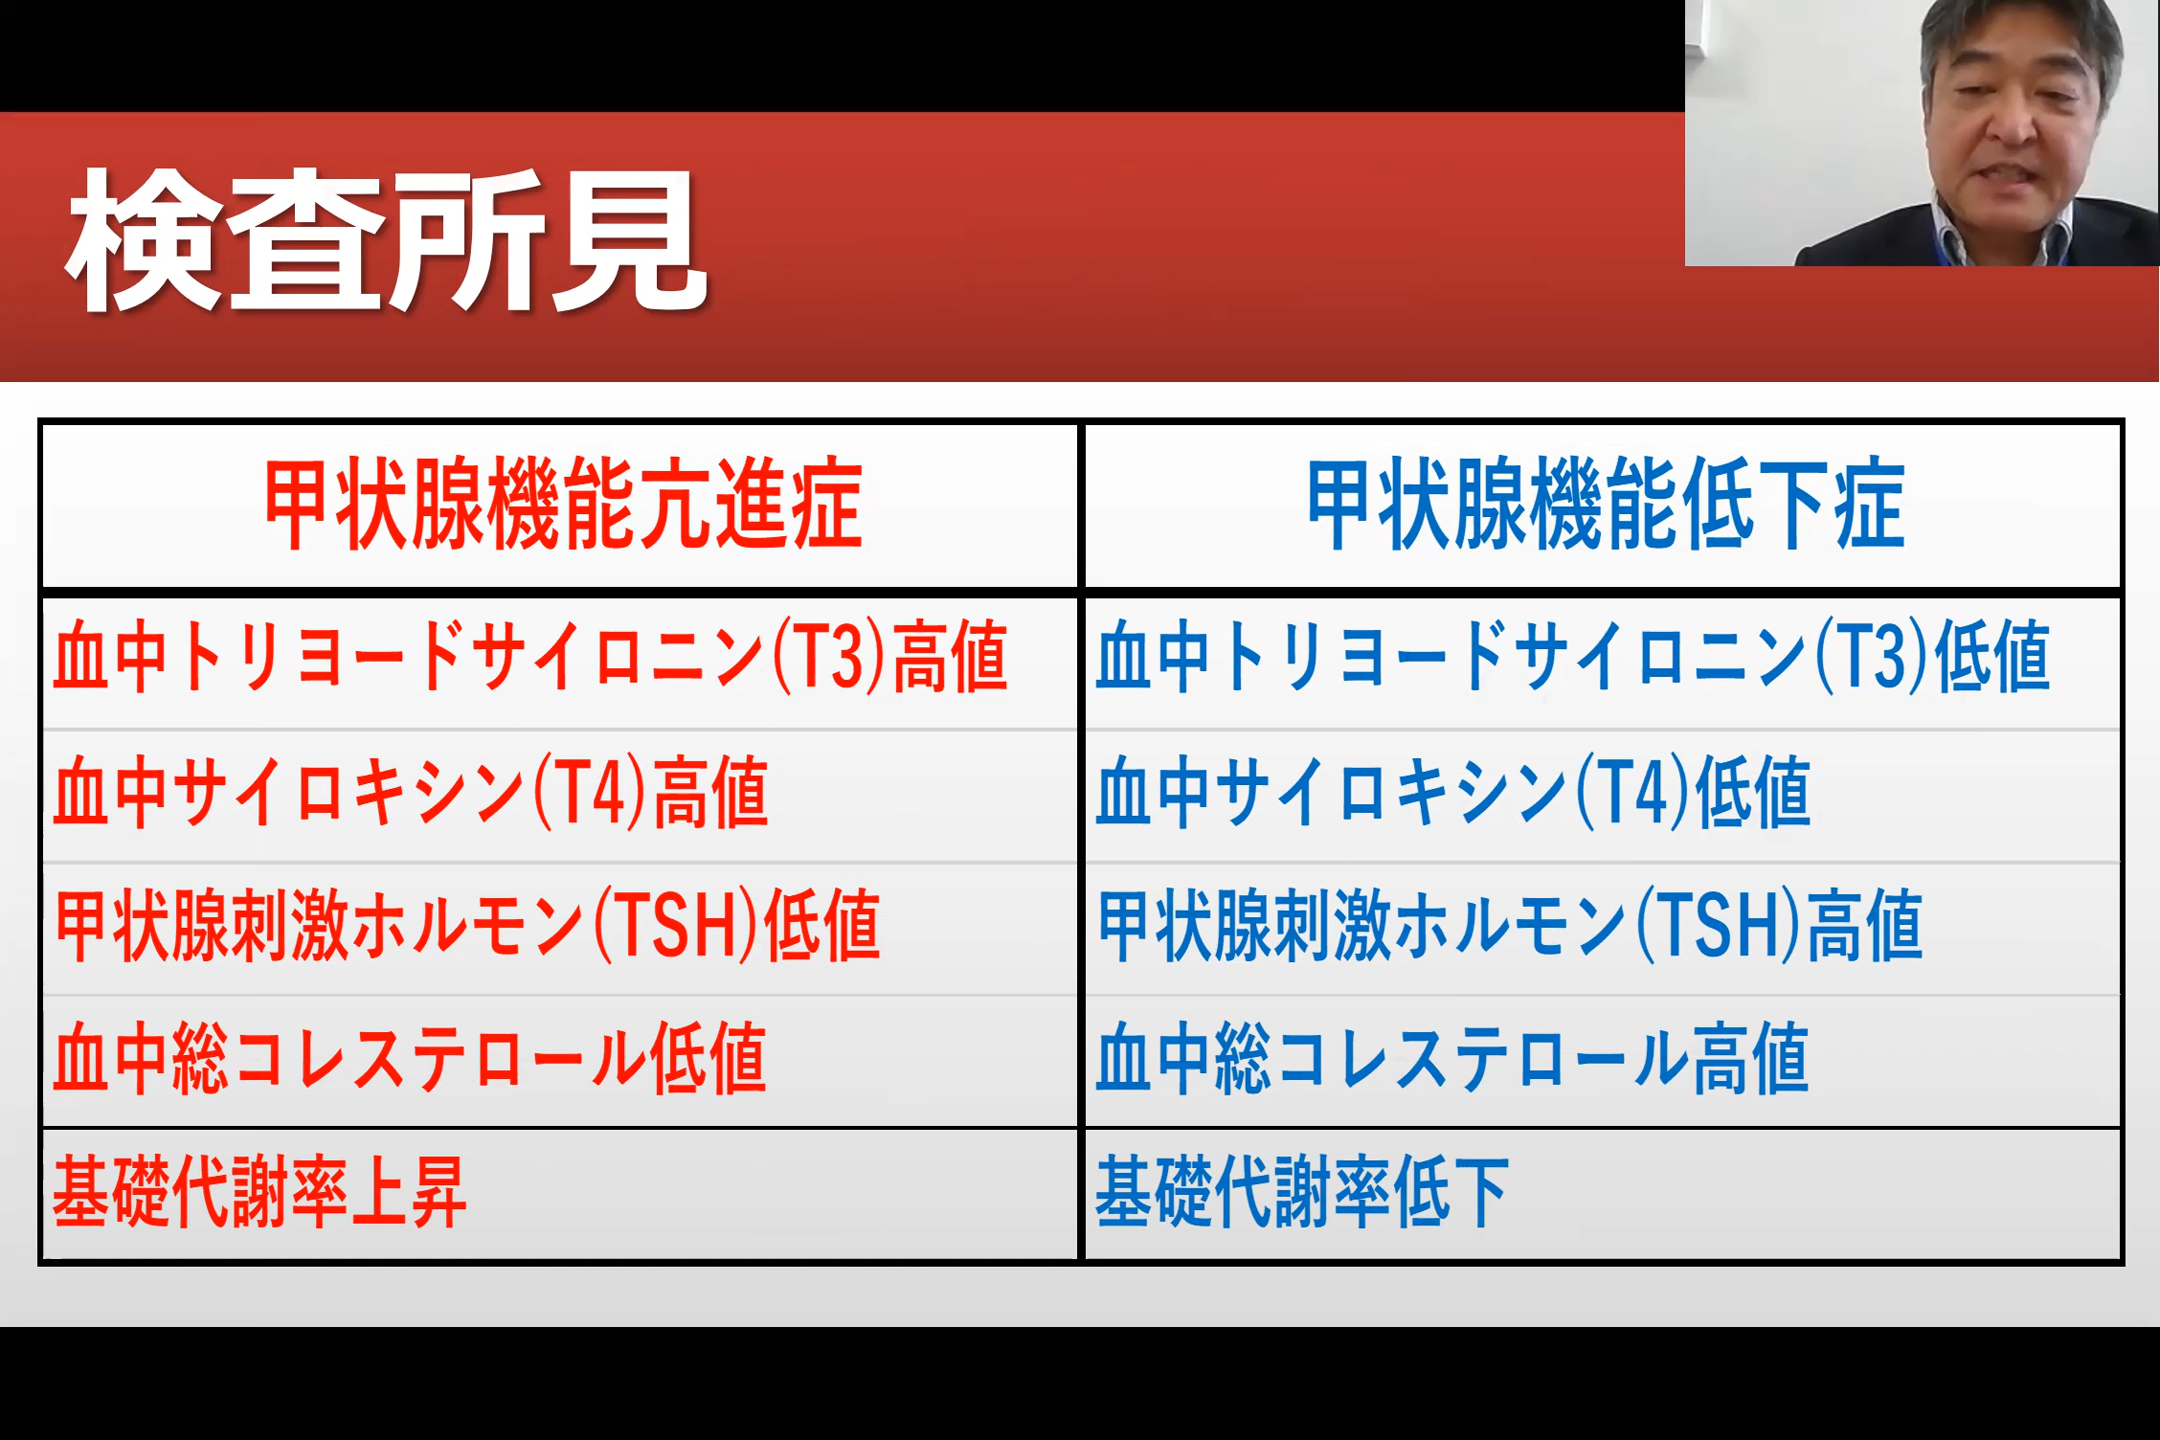 検査所見
甲状腺機能亢進症
甲状腺機能低下症
血中トリヨードサイロニン(T3)高値
血中トリヨードサイロニン(T3)低値
血中サイロキシン(T4)高値
血中サイロキシン(T4)低値
甲状腺刺激ホルモン(TSH)低値
甲状腺刺激ホルモン(TSH)高値
血中総コレステロール低値
血中総コレステロール高値
基礎代謝率上昇
基礎代謝率低下